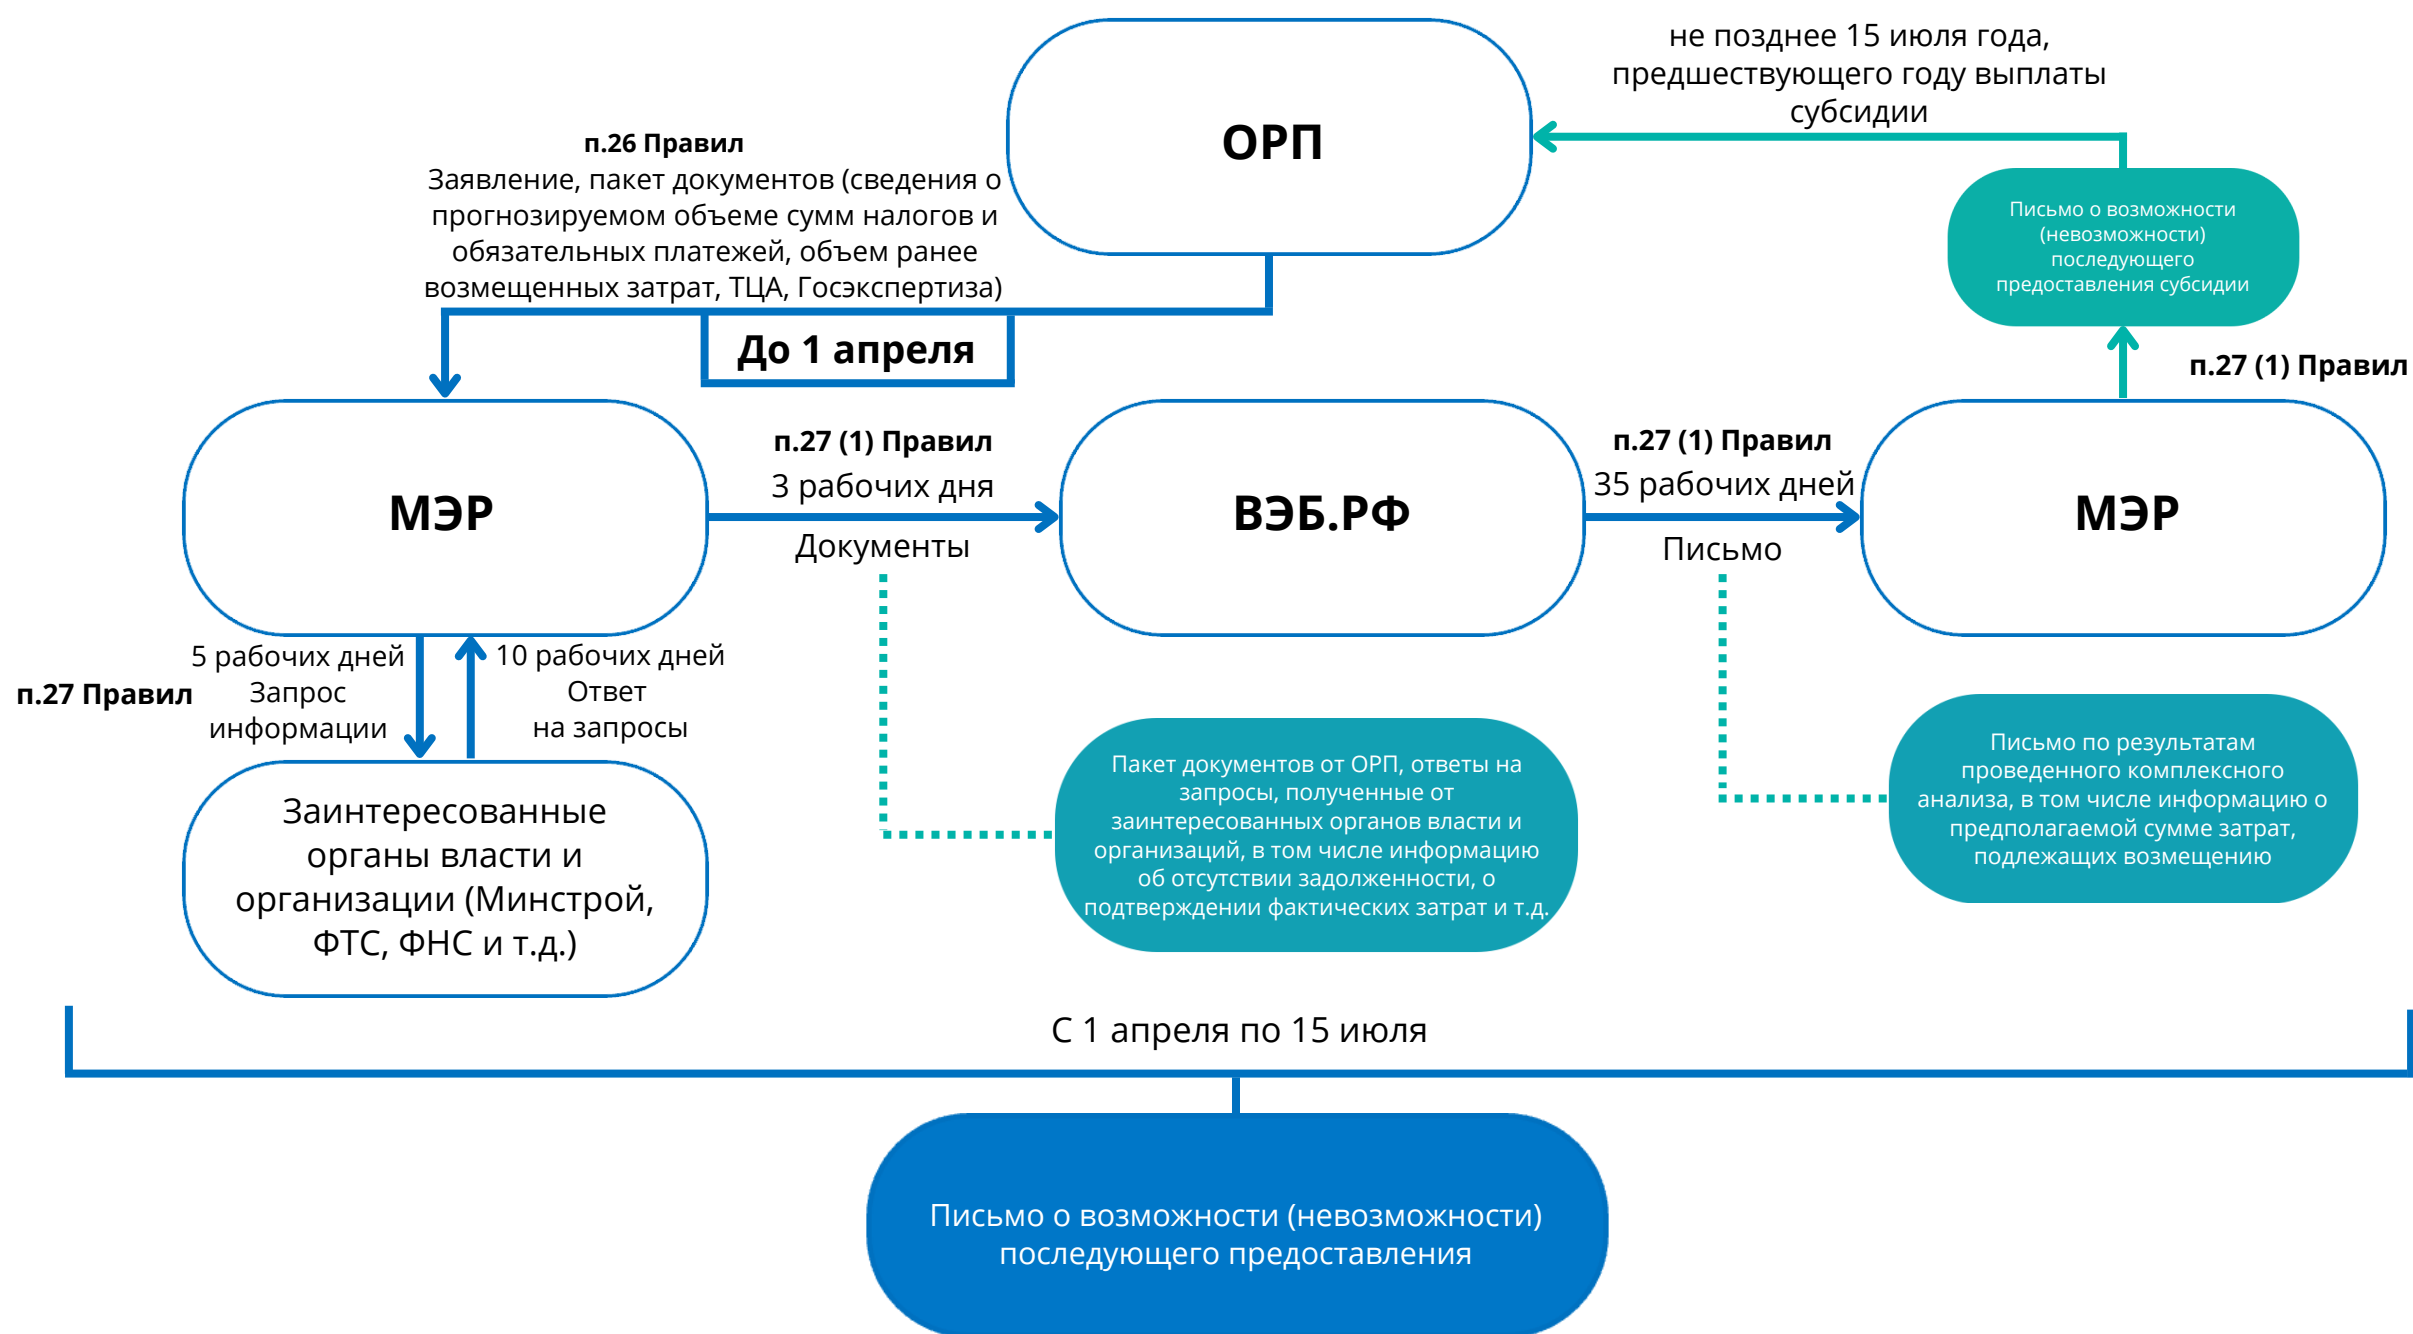 не позднее 15 июля года,
предшествующего году выплаты
субсидии
ОРП
п.26 Правил
Заявление, пакет документов (сведения о
прогнозируемом объеме сумм налогов и
обязательных платежей, объем ранее
возмещенных затрат, ТЦА, Госэкспертиза)
До 1 апреля
Письмо о возможности
(невозможности)
последующего
предоставления субсидии
п.27 (1) Правил
МЭР
п.27 (1) Правил
3 рабочих дня
Документы
ВЭБ.РФ
п.27 (1) Правил
35 рабочих дней
Письмо
МЭР
п.27 Правил
5 рабочих дней
Запрос
информации
10 рабочих дней
Ответ
на запросы
Заинтересованные
органы власти и
организации (Минстрой,
ФТС, ФНС и т.д.)
Пакет документов от ОРП, ответы на
запросы, полученные от
заинтересованных органов власти и
организаций, в том числе информацию
об отсутствии задолженности, о
подтверждении фактических затрат и т.д.
Письмо по результатам
проведенного комплексного
анализа, в том числе информацию о
предполагаемой сумме затрат,
подлежащих возмещению
С 1 апреля по 15 июля
Письмо о возможности (невозможности)
последующего предоставления